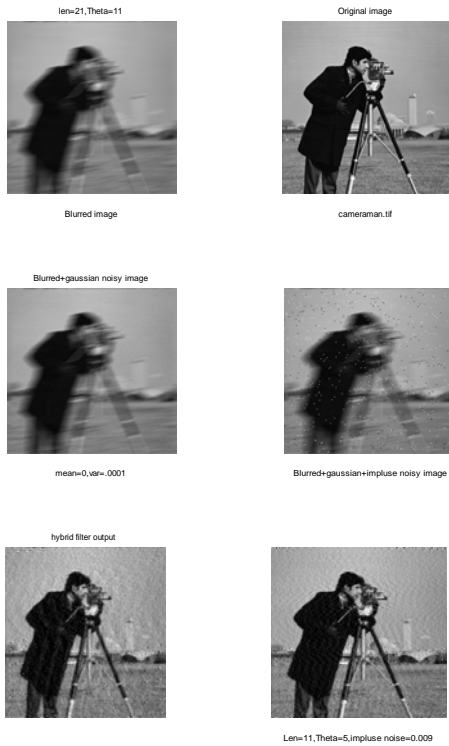 len=21,Theta=11
Original image
Blurred image
cameraman.tif
Blurred+gaussian noisy image
mean=0,var=.0001
Blurred+gaussian+impluse noisy image
hybrid filter output
Len=11,Theta=5,impluse noise=0.009